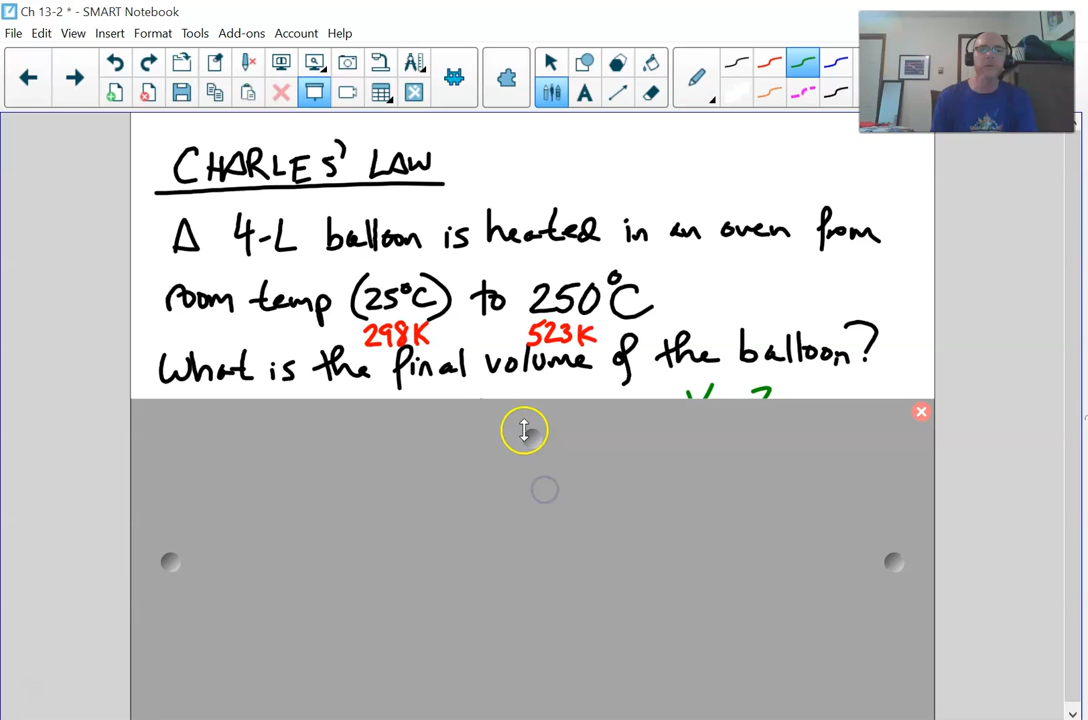 Ch 13-2 * - SMART Notebook
File Edit View Insert Format Tools Add-ons Account Help
CHARLES' LAW
A 4-L balloon is heated in an oven from
room temp (25°C) to 250°C
298K 523K
What is the final volume of the balloon?